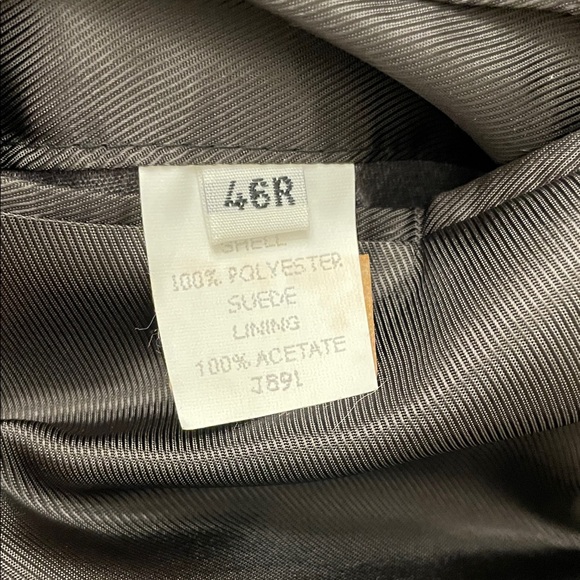 46R
SHELL
100% POLYESTER
SUEDE
LINING
100% ACETATE
J891